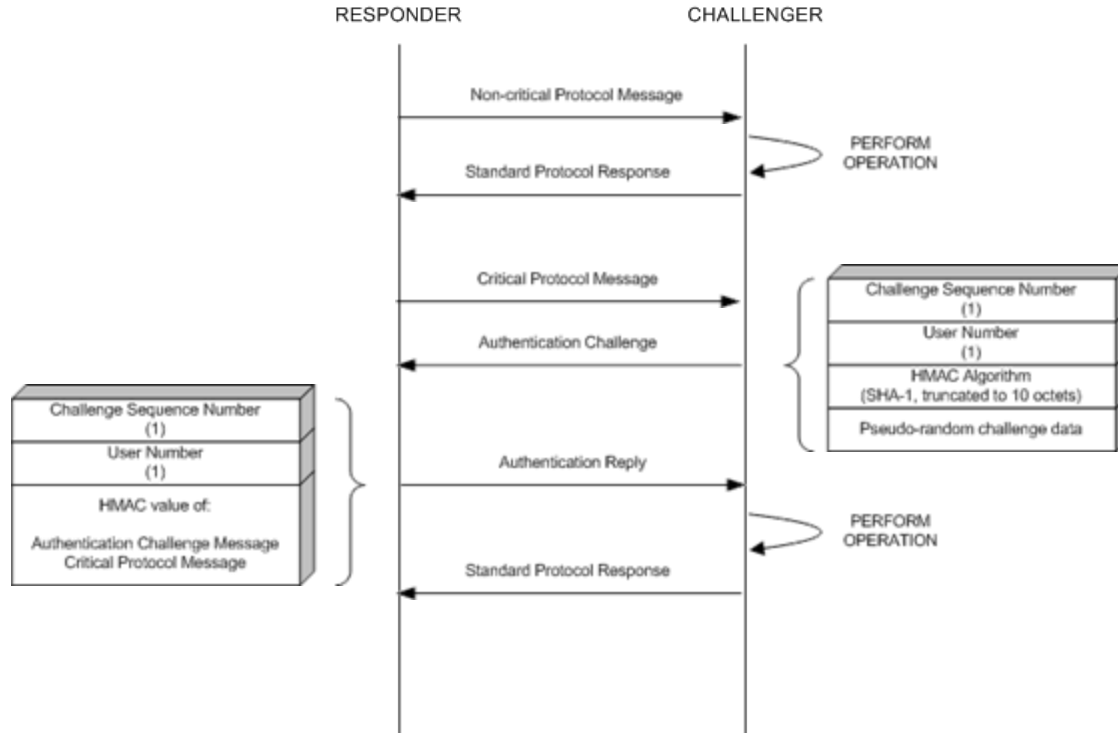 RESPONDER
CHALLENGER
Non-critical Protocol Message
PERFORM
OPERATION
Standard Protocol Response
Critical Protocol Message
Challenge Sequence Number
(1)
User Number
(1)
HMAC Algorithm
(SHA-1, truncated to 10 octets)
Pseudo-random challenge data
Authentication Challenge
Challenge Sequence Number
(1)
User Number
(1)
HMAC value of:
Authentication Challenge Message
Critical Protocol Message
Authentication Reply
PERFORM
OPERATION
Standard Protocol Response